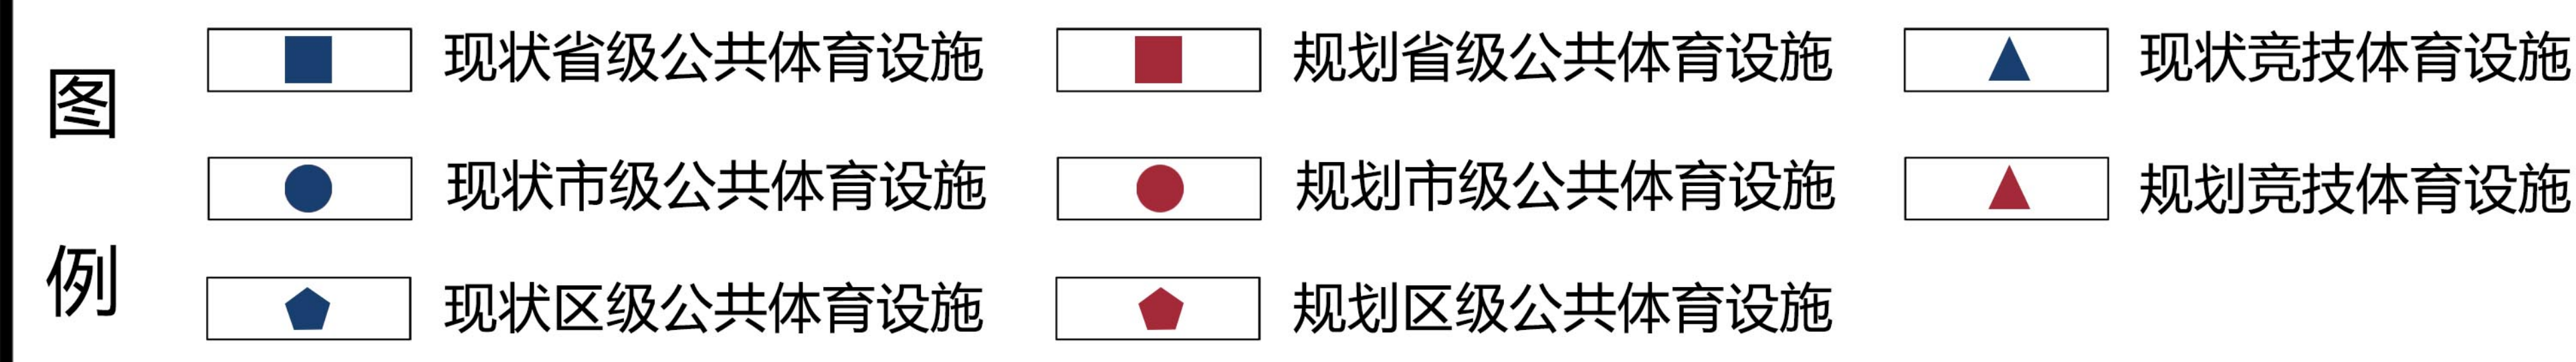 图例
现状省级公共体育设施
规划省级公共体育设施
现状竞技体育设施
现状市级公共体育设施
规划市级公共体育设施
规划竞技体育设施
现状区级公共体育设施
规划区级公共体育设施